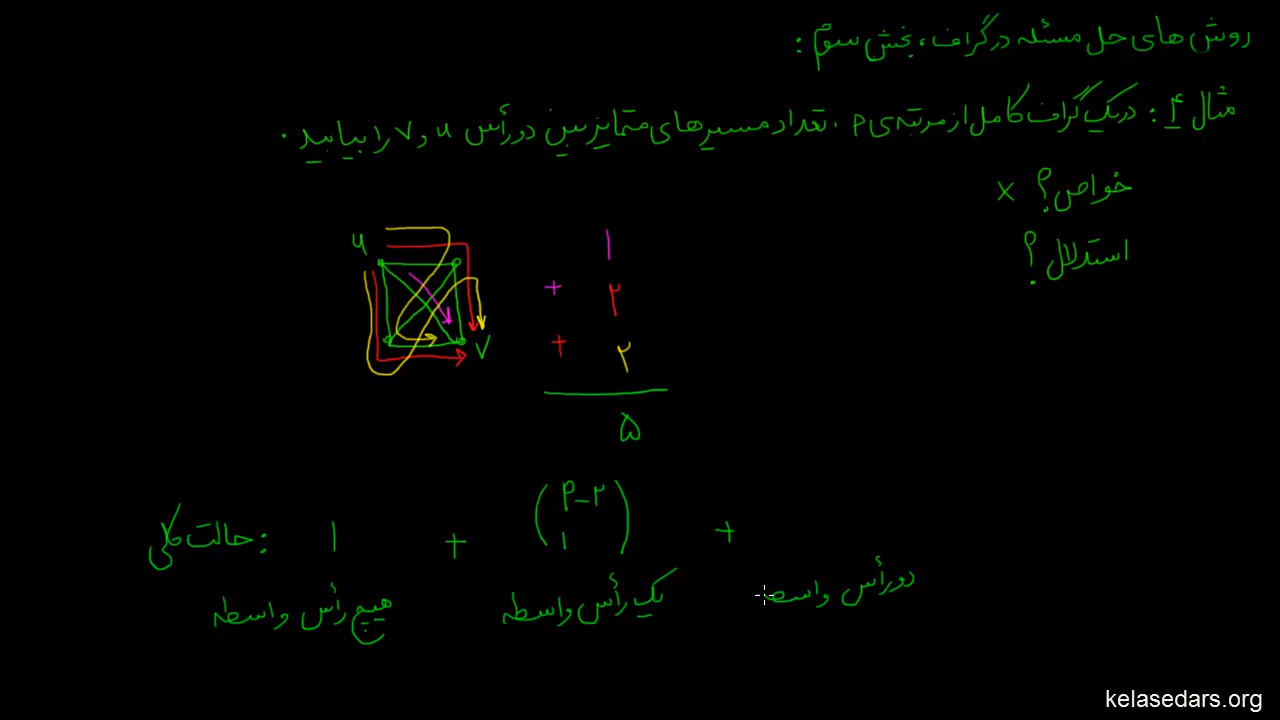 روش های حل مسئله در گراف ، بخش سوم :
مثال ۴ : در یک گراف کامل از مرتبه ی p ، تعداد مسیرهای متمایز بین دو رأس u و v را بیابید .
خواص ؟ ×
استدلال ؟
u
v
۱
+ ۲
+ ۲
۵
حالت کلی : ۱ + (p-۲ ۱) +
هیچ رأس واسطه
یک رأس واسطه
دو رأس واسطه
kelasedars.org